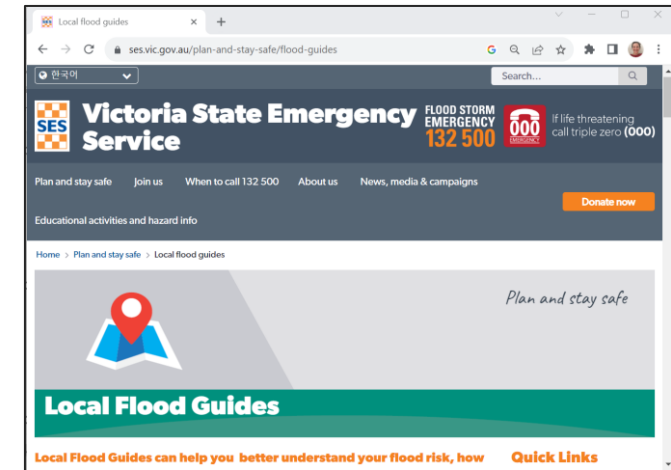 Local flood guides
ses.vic.gov.au/plan-and-stay-safe/flood-guides
한국어
Search...
SES
Victoria State Emergency
Service
FLOOD STORM
EMERGENCY
132 500
000
EMERGENCY
If life threatening
call triple zero (000)
Plan and stay safe Join us When to call 132 500 About us News, media & campaigns
Donate now
Educational activities and hazard info
Home > Plan and stay safe > Local flood guides
Plan and stay safe
Local Flood Guides
Local Flood Guides can help you better understand your flood risk, how
Quick Links